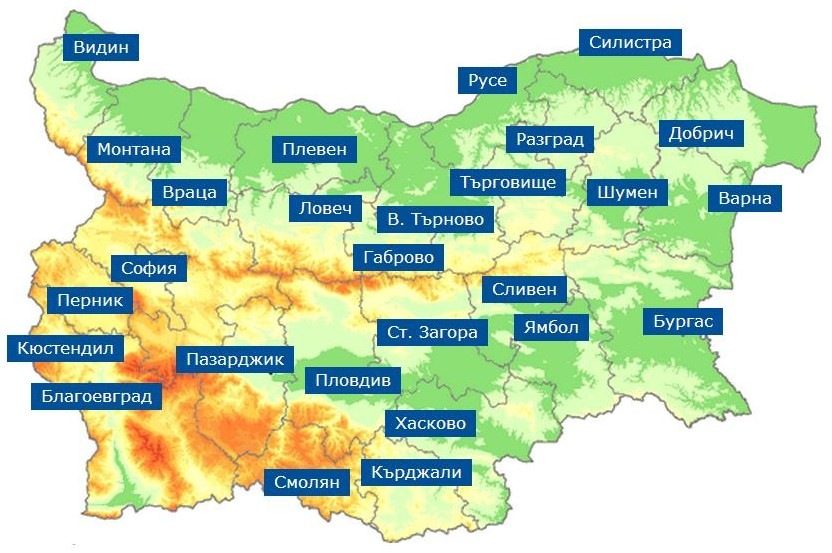 Видин
Силистра
Русе
Монтана
Плевен
Разград
Добрич
Враца
Ловеч
Търговище
Шумен
Варна
В. Търново
Габрово
София
Перник
Сливен
Кюстендил
Ст. Загора
Ямбол
Бургас
Пазарджик
Благоевград
Пловдив
Хасково
Смолян
Кърджали